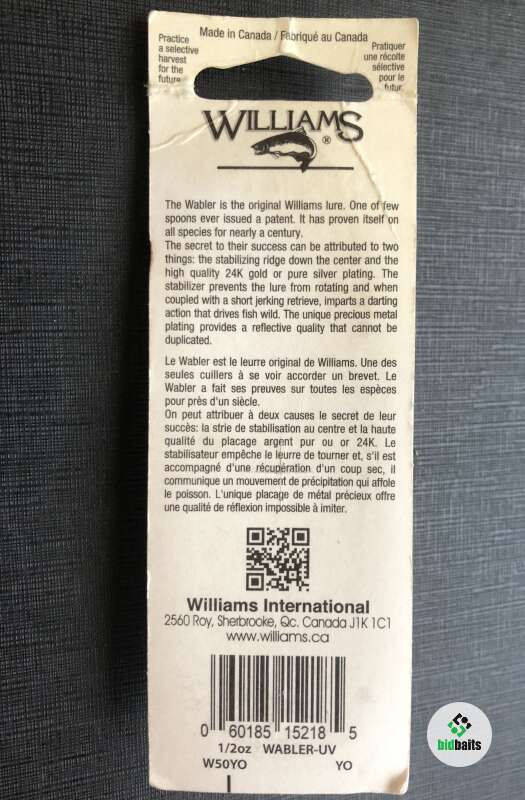 Made in Canada / Fabriqué au Canada
Practice
a selective
harvest
for the
future
Pratiquer
une récolte
sélective
pour le
futur.
WILLIAMS
®
The Wabler is the original Williams lure. One of few
spoons ever issued a patent. It has proven itself on
all species for nearly a century.
The secret to their success can be attributed to two
things: the stabilizing ridge down the center and the
high quality 24K gold or pure silver plating. The
stabilizer prevents the lure from rotating and when
coupled with a short jerking retrieve, imparts a darting
action that drives fish wild. The unique precious metal
plating provides a reflective quality that cannot be
duplicated.
Le Wabler est le leurre original de Williams. Une des
seules cuillers à se voir accorder un brevet. Le
Wabler a fait ses preuves sur toutes les espèces
pour près d'un siècle.
On peut attribuer à deux causes le secret de leur
succès: la strie de stabilisation au centre et la haute
qualité du placage argent pur ou or 24K. Le
stabilisateur empêche le leurre de tourner et, s'il est
accompagné d'une récupération d'un coup sec, il
communique un mouvement de précipitation qui affole
le poisson. L'unique placage de métal précieux offre
une qualité de réflexion impossible à imiter.
Williams International
2560 Roy, Sherbrooke, Qc. Canada J1K 1C1
www.williams.ca
0 60185 15218 5
1/2oz WABLER-UV
W50YO YO
bidbaits